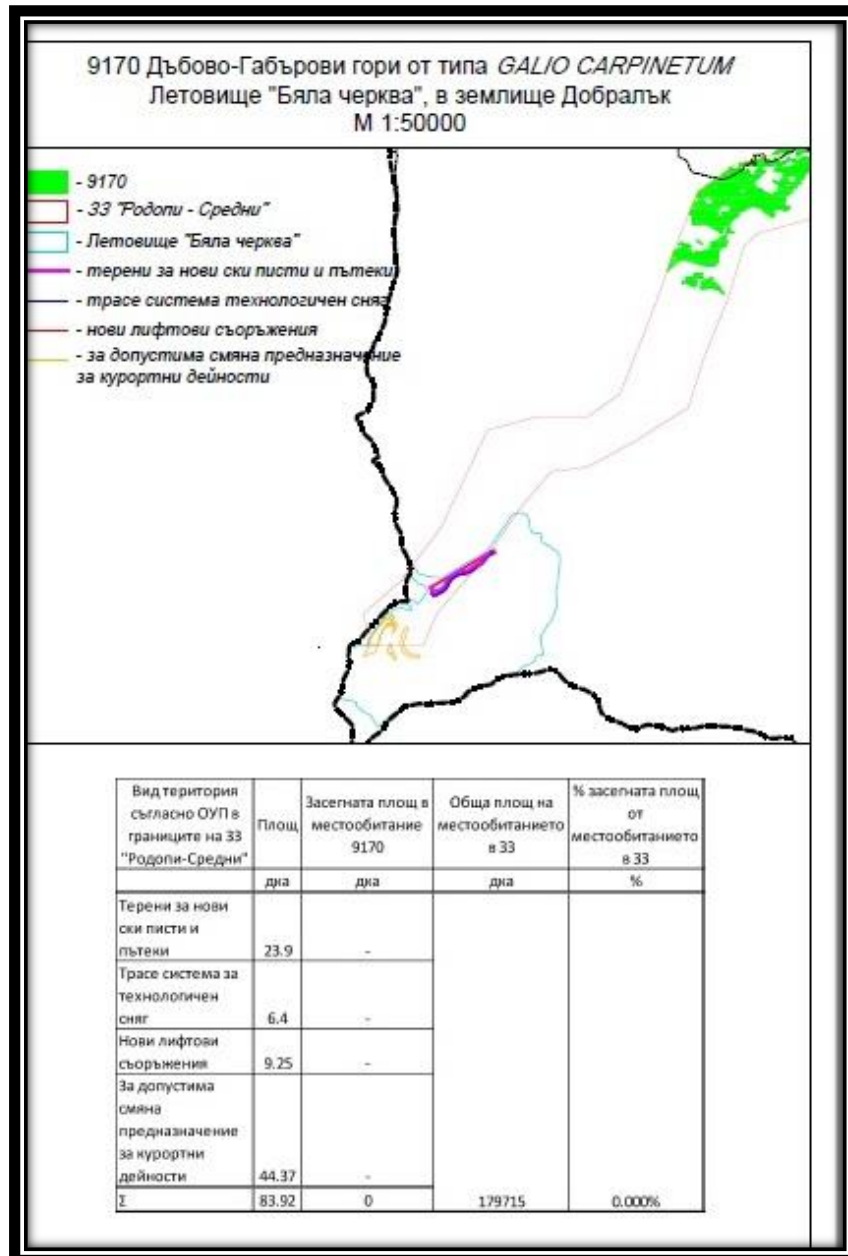 9170 Дъбово-Габърови гори от типа GALIO CARPINETUM
Летовище "Бяла черква", в землище Добралък
М 1:50000
- 9170
- ЗЗ "Родопи - Средни"
- Летовище "Бяла черква"
- терени за нови ски писти и пътеки
- трасе система технологичен сняг
- нови лифтови съоръжения
- за допустима смяна предназначение
за курортни дейности
Вид територия
съгласно ОУП в
границите на ЗЗ
"Родопи-Средни"
Площ
Засегната площ в
местообитание
9170
Обща площ на
местообитанието
в ЗЗ
% засегната площ
от
местообитанието
в ЗЗ
дка дка дка %
Терени за нови
ски писти и
пътеки 23.9 -
Трасе система за
технологичен
сняг 6.4 -
Нови лифтови
съоръжения 9.25 -
За допустима
смяна
предназначение
за курортни
дейности 44.37 -
Σ 83.92 0 179715 0.000%